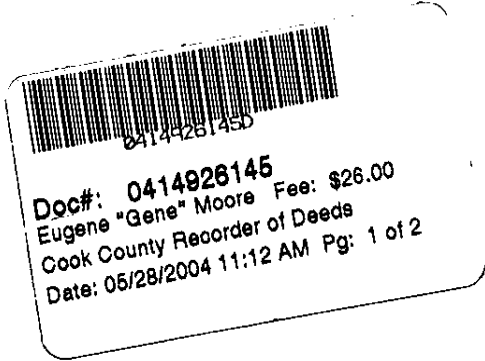 0414926145D
Doc#: 0414926145
Eugene "Gene" Moore Fee: $26.00
Cook County Recorder of Deeds
Date: 05/28/2004 11:12 AM Pg: 1 of 2